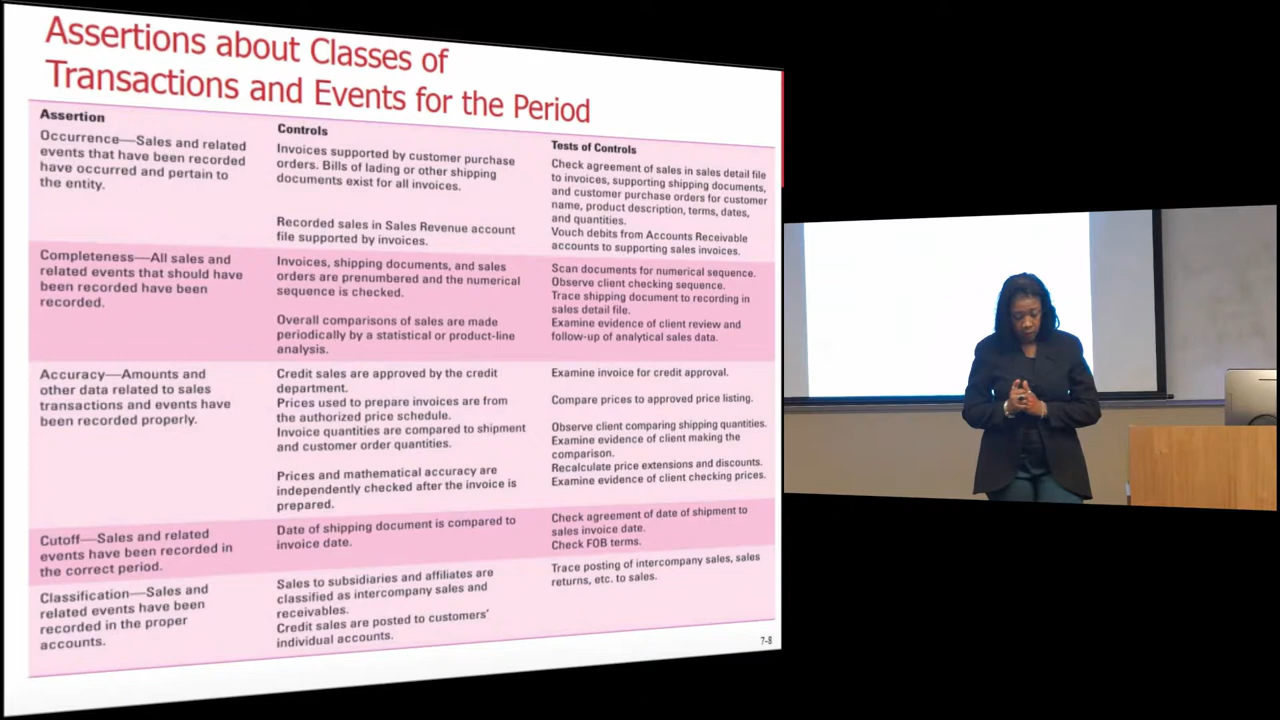 Assertions about Classes of
Transactions and Events for the Period
Assertion
Controls
Tests of Controls
Occurrence—Sales and related
events that have been recorded
have occurred and pertain to
the entity.
Invoices supported by customer purchase
orders. Bills of lading or other shipping
documents exist for all invoices.
Recorded sales in Sales Revenue account
file supported by invoices.
Check agreement of sales in sales detail file
to invoices, supporting shipping documents,
and customer purchase orders for customer
name, product description, terms, dates,
and quantities.
Vouch debits from Accounts Receivable
accounts to supporting sales invoices.
Completeness—All sales and
related events that should have
been recorded have been
recorded.
Invoices, shipping documents, and sales
orders are prenumbered and the numerical
sequence is checked.
Overall comparisons of sales are made
periodically by a statistical or product-line
analysis.
Scan documents for numerical sequence.
Observe client checking sequence.
Trace shipping document to recording in
sales detail file.
Examine evidence of client review and
follow-up of analytical sales data.
Accuracy—Amounts and
other data related to sales
transactions and events have
been recorded properly.
Credit sales are approved by the credit
department.
Prices used to prepare invoices are from
the authorized price schedule.
Invoice quantities are compared to shipment
and customer order quantities.
Prices and mathematical accuracy are
independently checked after the invoice is
prepared.
Examine invoice for credit approval.
Compare prices to approved price listing.
Observe client comparing shipping quantities.
Examine evidence of client making the
comparison.
Recalculate price extensions and discounts.
Examine evidence of client checking prices.
Cutoff—Sales and related
events have been recorded in
the correct period.
Date of shipping document is compared to
invoice date.
Check agreement of date of shipment to
sales invoice date.
Check FOB terms.
Classification—Sales and
related events have been
recorded in the proper
accounts.
Sales to subsidiaries and affiliates are
classified as intercompany sales and
receivables.
Credit sales are posted to customers'
individual accounts.
Trace posting of intercompany sales, sales
returns, etc. to sales.
7-8